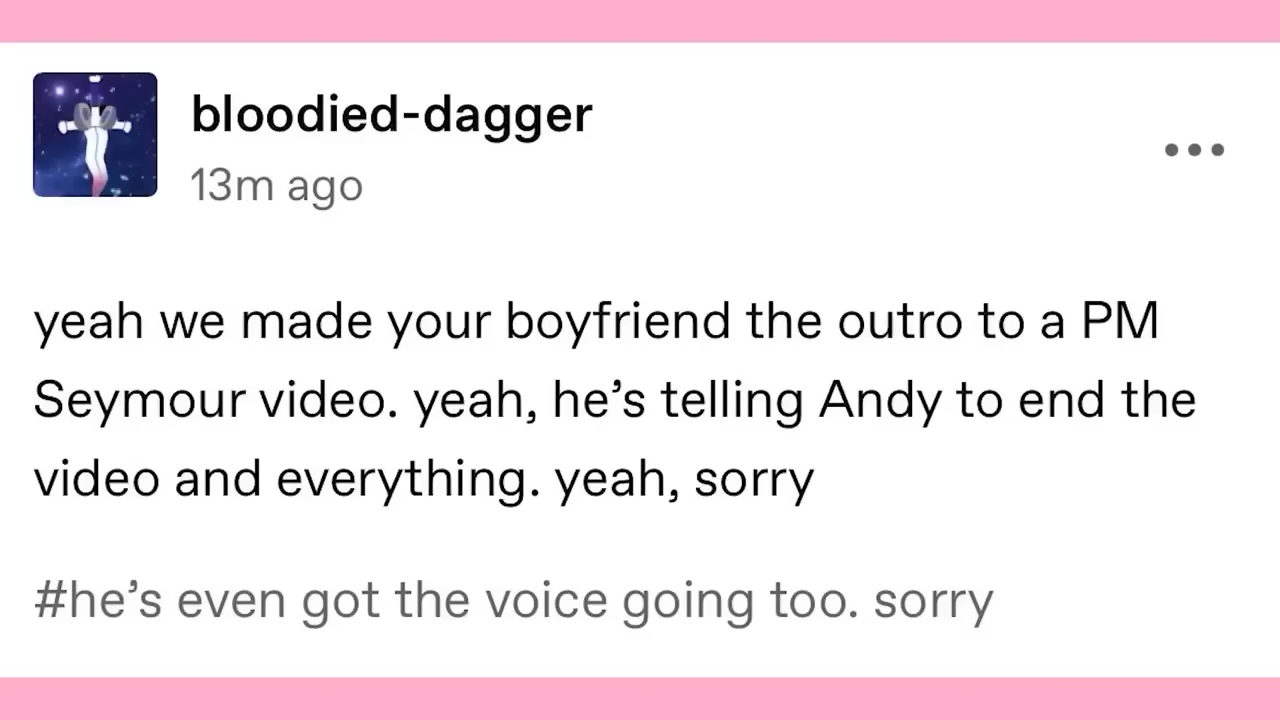 bloodied-dagger
13m ago
yeah we made your boyfriend the outro to a PM
Seymour video. yeah, he’s telling Andy to end the
video and everything. yeah, sorry
#he’s even got the voice going too. sorry